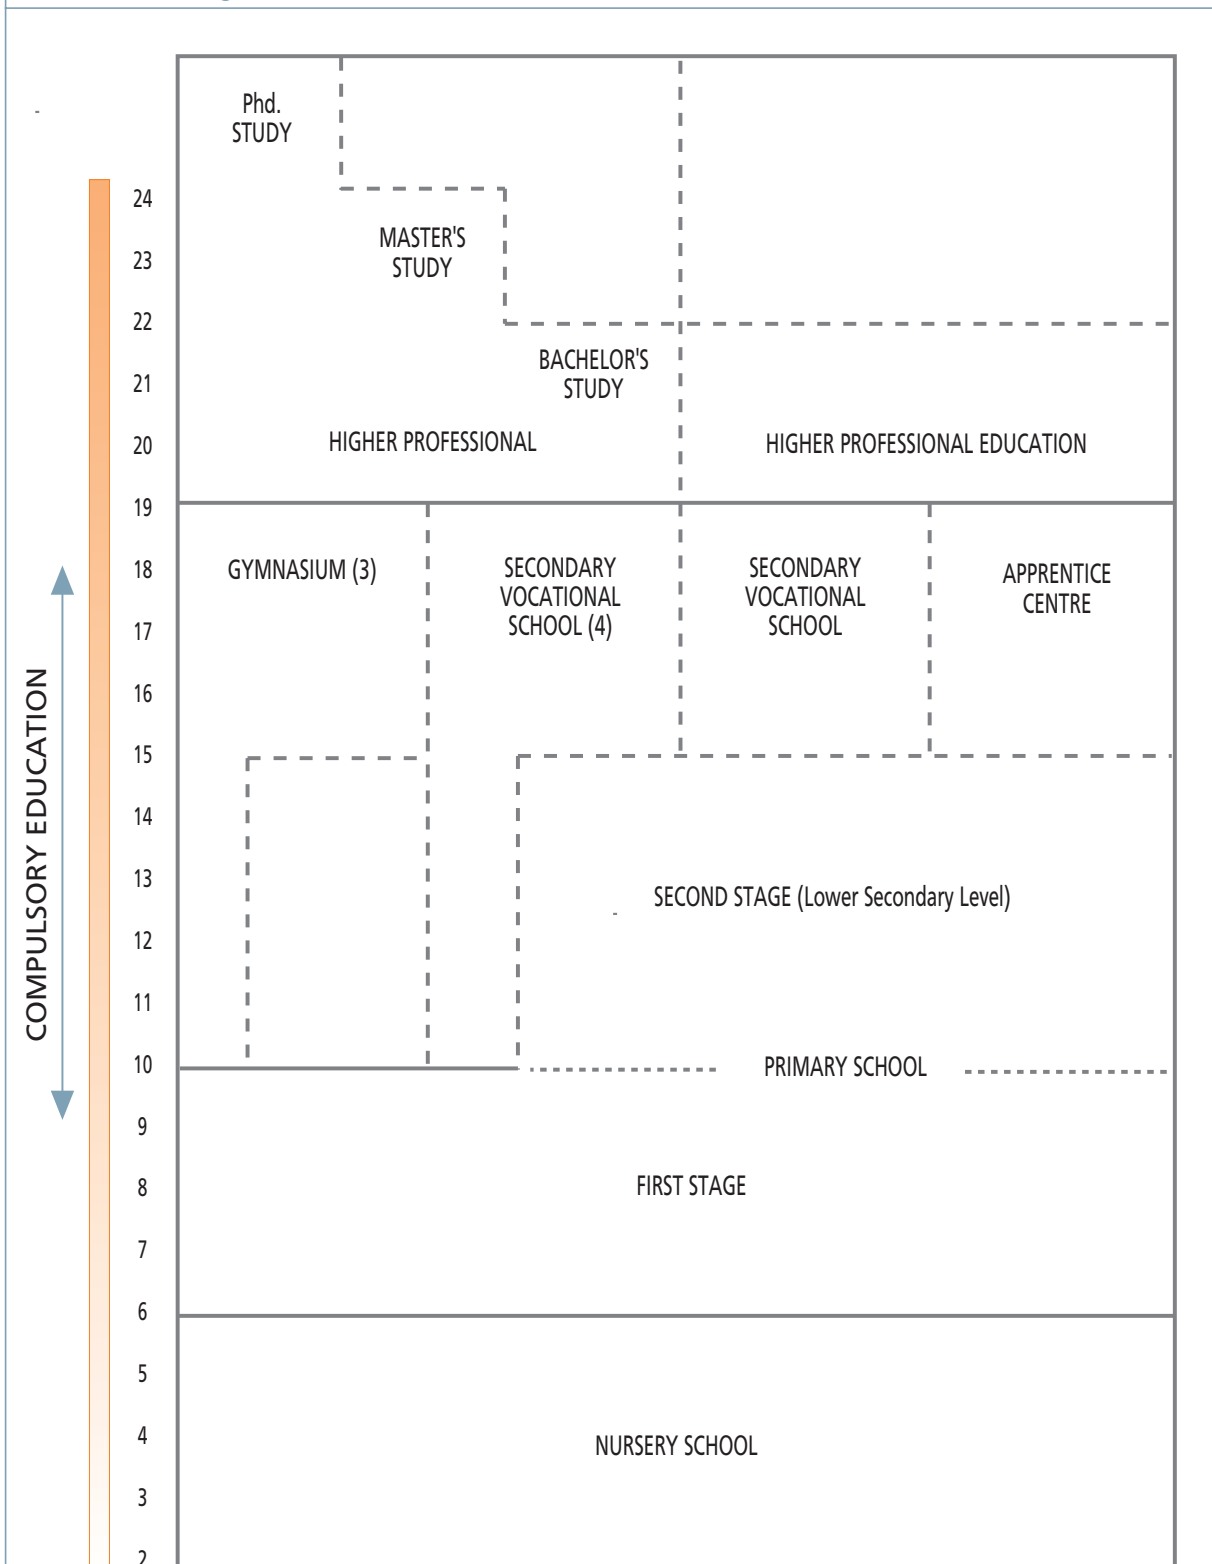 Phd.
STUDY
24
MASTER'S
STUDY
23
22
BACHELOR'S
STUDY
21
20
HIGHER PROFESSIONAL
HIGHER PROFESSIONAL EDUCATION
19
18
GYMNASIUM (3)
SECONDARY
VOCATIONAL
SCHOOL (4)
SECONDARY
VOCATIONAL
SCHOOL
APPRENTICE
CENTRE
17
16
COMPULSORY EDUCATION
15
14
13
SECOND STAGE (Lower Secondary Level)
12
11
10
PRIMARY SCHOOL
9
8
FIRST STAGE
7
6
5
4
NURSERY SCHOOL
3
2